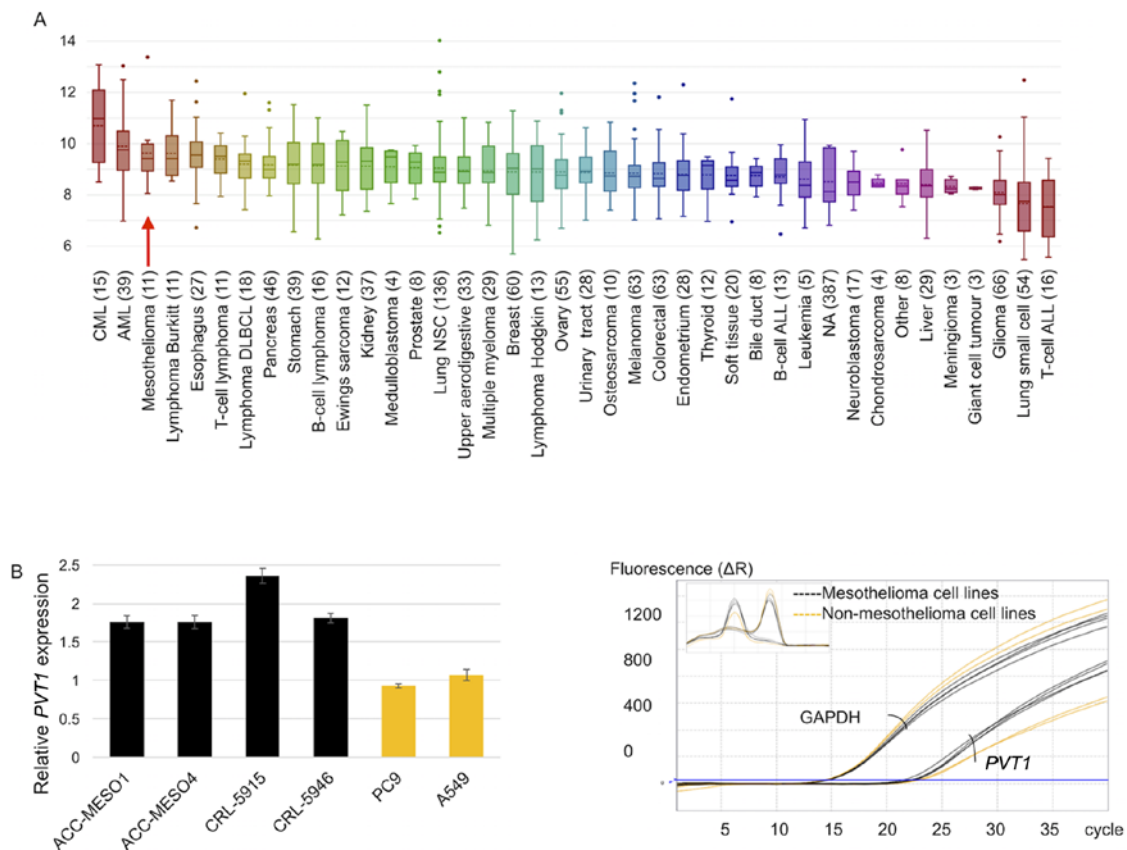 A
14
12
10
8
6
CML (15)
AML (39)
Mesothelioma (11)
Lymphoma Burkitt (11)
Esophagus (27)
T-cell lymphoma (11)
Lymphoma DLBCL (18)
Pancreas (46)
Stomach (39)
B-cell lymphoma (16)
Ewings sarcoma (12)
Kidney (37)
Medulloblastoma (4)
Prostate (8)
Lung NSC (136)
Upper aerodigestive (33)
Multiple myeloma (29)
Breast (60)
Lymphoma Hodgkin (13)
Ovary (55)
Urinary tract (28)
Osteosarcoma (10)
Melanoma (63)
Colorectal (63)
Endometrium (28)
Thyroid (12)
Soft tissue (20)
Bile duct (8)
B-cell ALL (13)
Leukemia (5)
NA (387)
Neuroblastoma (17)
Chondrosarcoma (4)
Other (8)
Liver (29)
Meningioma (3)
Giant cell tumour (3)
Glioma (66)
Lung small cell (54)
T-cell ALL (16)
B
Relative PVT1 expression
2.5
2
1.5
1
0.5
0
ACC-MESO1
ACC-MESO4
CRL-5915
CRL-5946
PC9
A549
Fluorescence (ΔR)
1200
800
400
0
Mesothelioma cell lines
Non-mesothelioma cell lines
GAPDH
PVT1
5 10 15 20 25 30 35 cycle